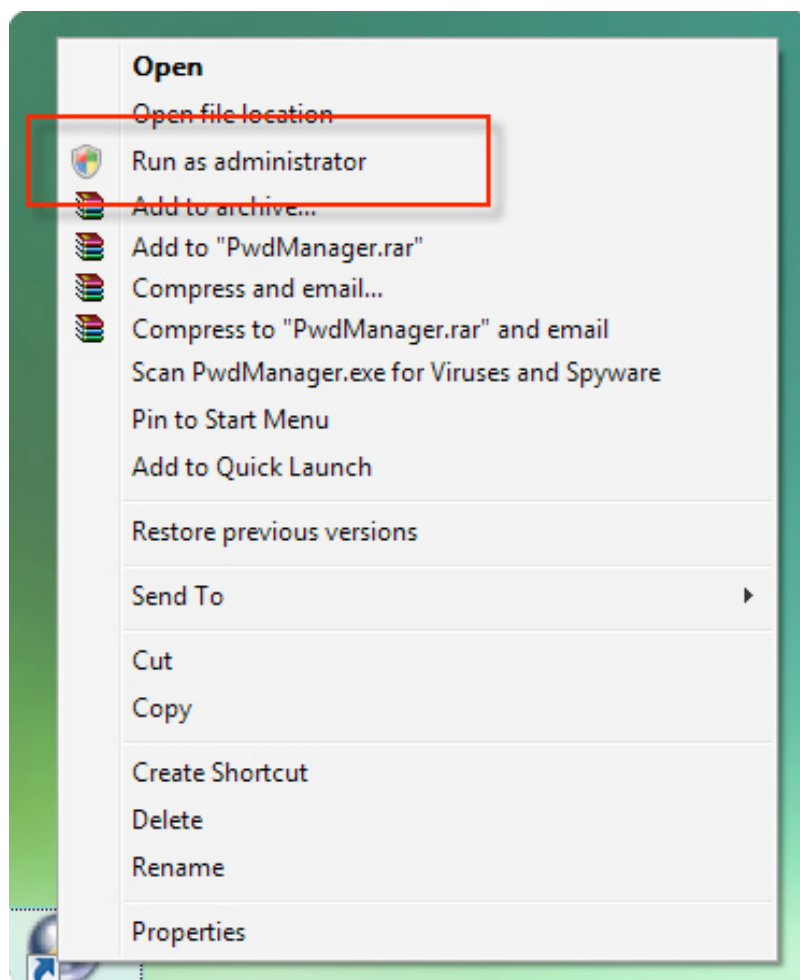 Open
Open file location
Run as administrator
Add to archive...
Add to "PwdManager.rar"
Compress and email...
Compress to "PwdManager.rar" and email
Scan PwdManager.exe for Viruses and Spyware
Pin to Start Menu
Add to Quick Launch
Restore previous versions
Send To
Cut
Copy
Create Shortcut
Delete
Rename
Properties